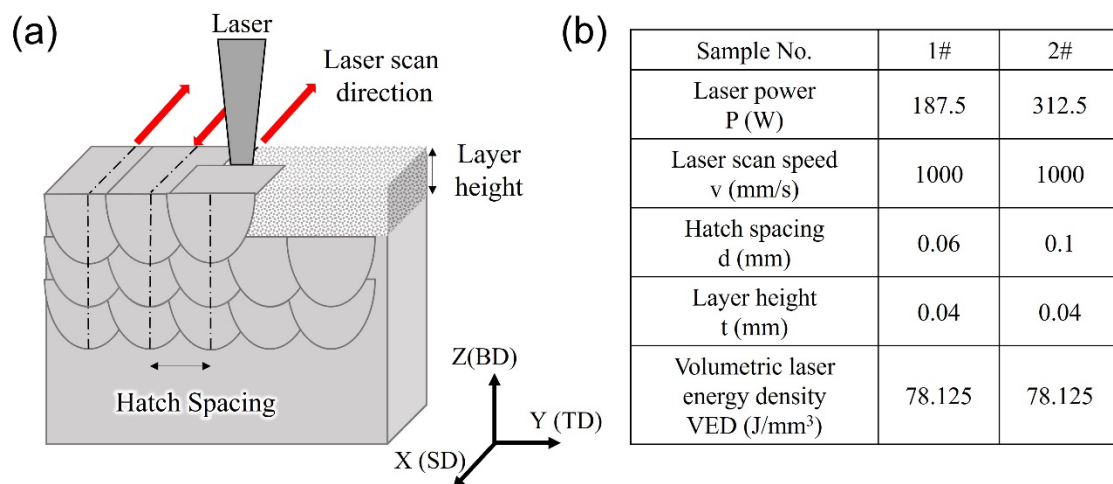 (a)
Laser
Laser scan
direction
Layer
height
Hatch Spacing
Z(BD)
Y (TD)
X (SD)
(b)
Sample No. 1# 2#
Laser power
P (W) 187.5 312.5
Laser scan speed
v (mm/s) 1000 1000
Hatch spacing
d (mm) 0.06 0.1
Layer height
t (mm) 0.04 0.04
Volumetric laser
energy density
VED (J/mm³) 78.125 78.125